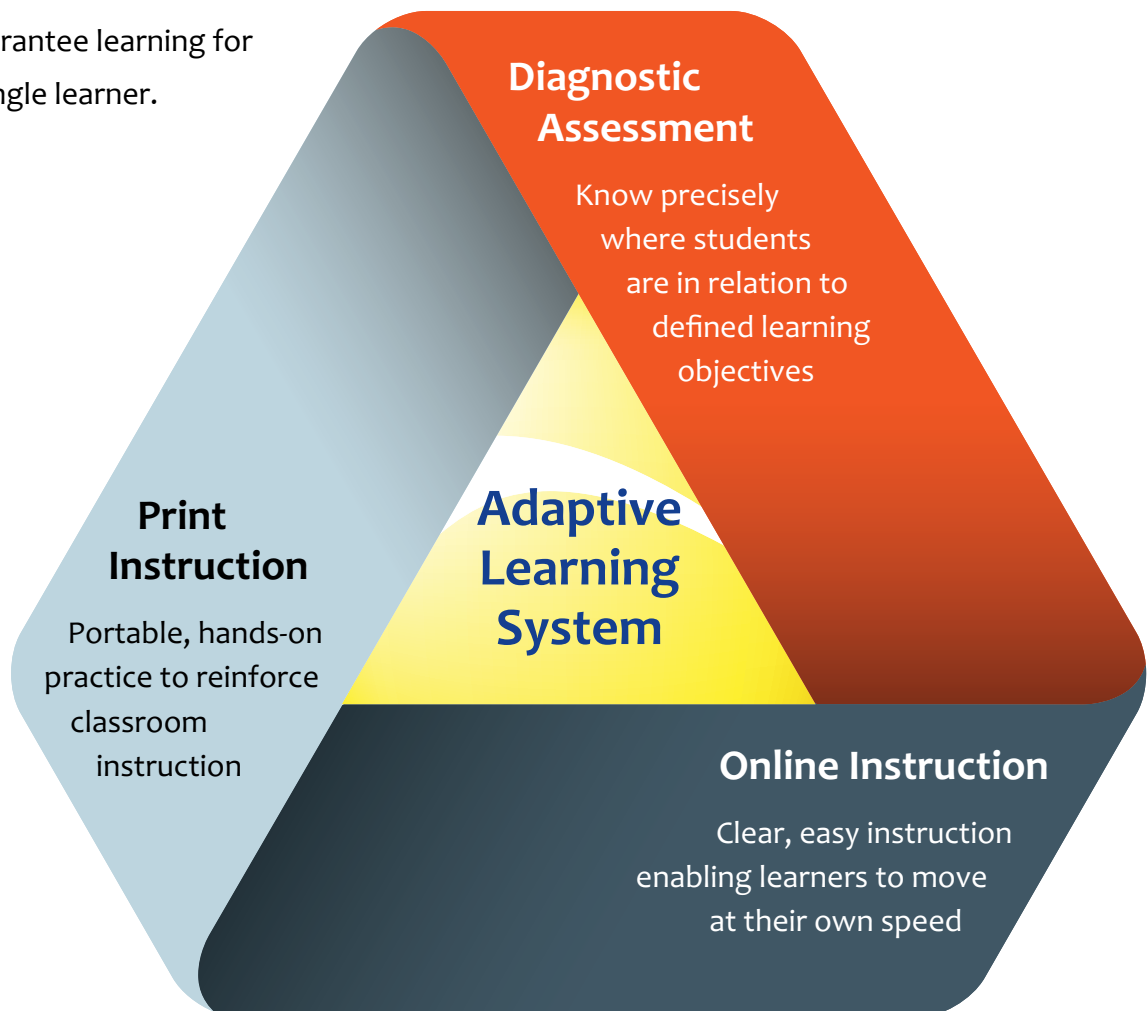 rantee learning for
ngle learner.
Diagnostic
Assessment
Know precisely
where students
are in relation to
defined learning
objectives
Print
Instruction
Portable, hands-on
practice to reinforce
classroom
instruction
Adaptive
Learning
System
Online Instruction
Clear, easy instruction
enabling learners to move
at their own speed